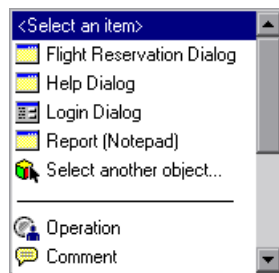 <Select an item>
Flight Reservation Dialog
Help Dialog
Login Dialog
Report (Notepad)
Select another object...
Operation
Comment